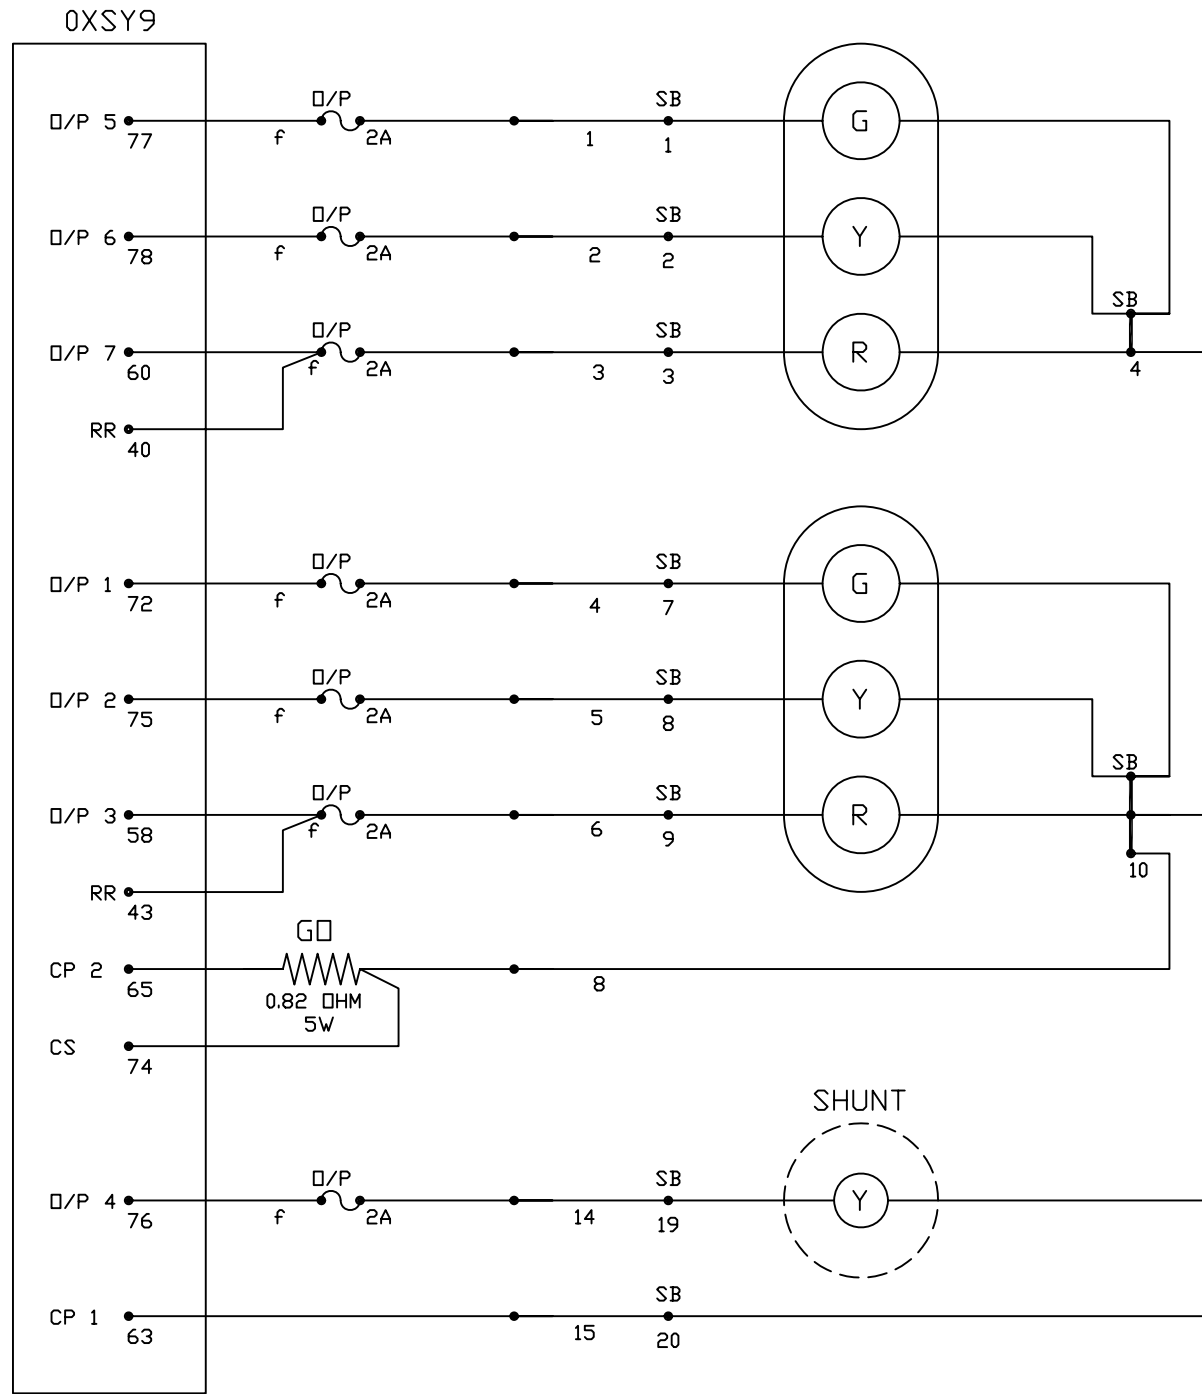 0XSY9
O/P SB
O/P 5 G
77 f 2A 1 1
O/P SB
O/P 6 Y
78 f 2A 2 2
SB
O/P SB
O/P 7 R
60 f 2A 3 3 4
RR
40
O/P SB
O/P 1 G
72 f 2A 4 7
O/P SB
O/P 2 Y
75 f 2A 5 8
SB
O/P SB
O/P 3 R
58 f 2A 6 9
10
RR
43
GO
CP 2
65 8
0.82 OHM
5W
CS
74
SHUNT
O/P SB
O/P 4 Y
76 f 2A 14 19
SB
CP 1
63 15 20